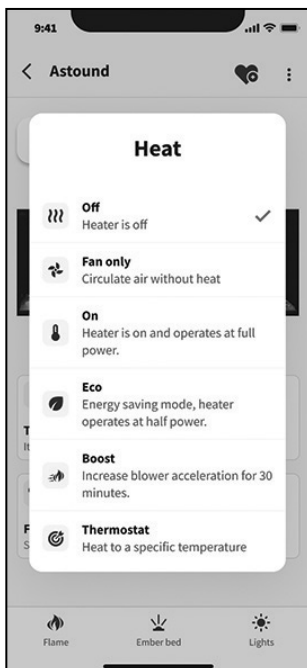 9:41
Astound
Heat
Off
Heater is off
Fan only
Circulate air without heat
On
Heater is on and operates at full
power.
Eco
Energy saving mode, heater
operates at half power.
Boost
Increase blower acceleration for 30
minutes.
Thermostat
Heat to a specific temperature
T
It
F
S
Flame
Ember bed
Lights